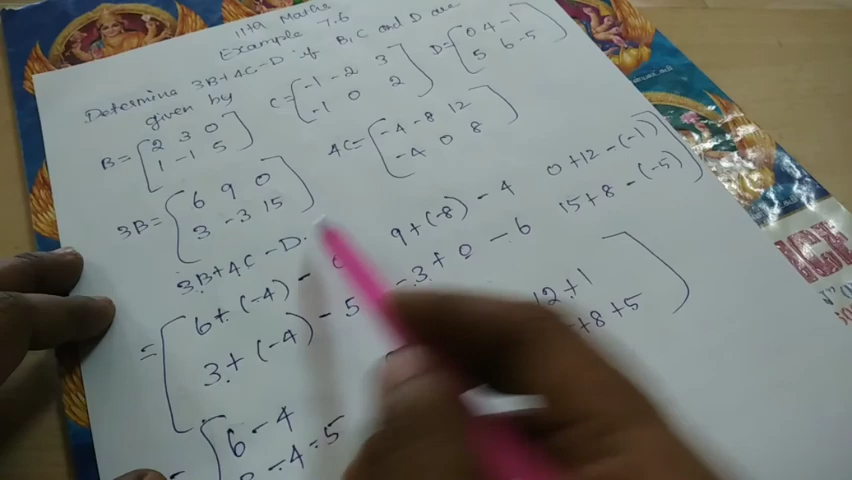 11th Maths
Example 7.6
Determine 3B+4C-D if B, C and D are
given by
B = [2 3 0
1 -1 5]
C = [-1 -2 3
-1 0 2]
D = [0 4 -1
5 6 -5]
3B = [6 9 0
3 -3 15]
4C = [-4 -8 12
-4 0 8]
3B+4C-D.
= [6+(-4)- 9+(-8)-4 0+12-(-1)
3+(-4)-5 -3+0-6 15+8-(-5)]
= [6-4 12+1
-4-5 +8+5]
ICE